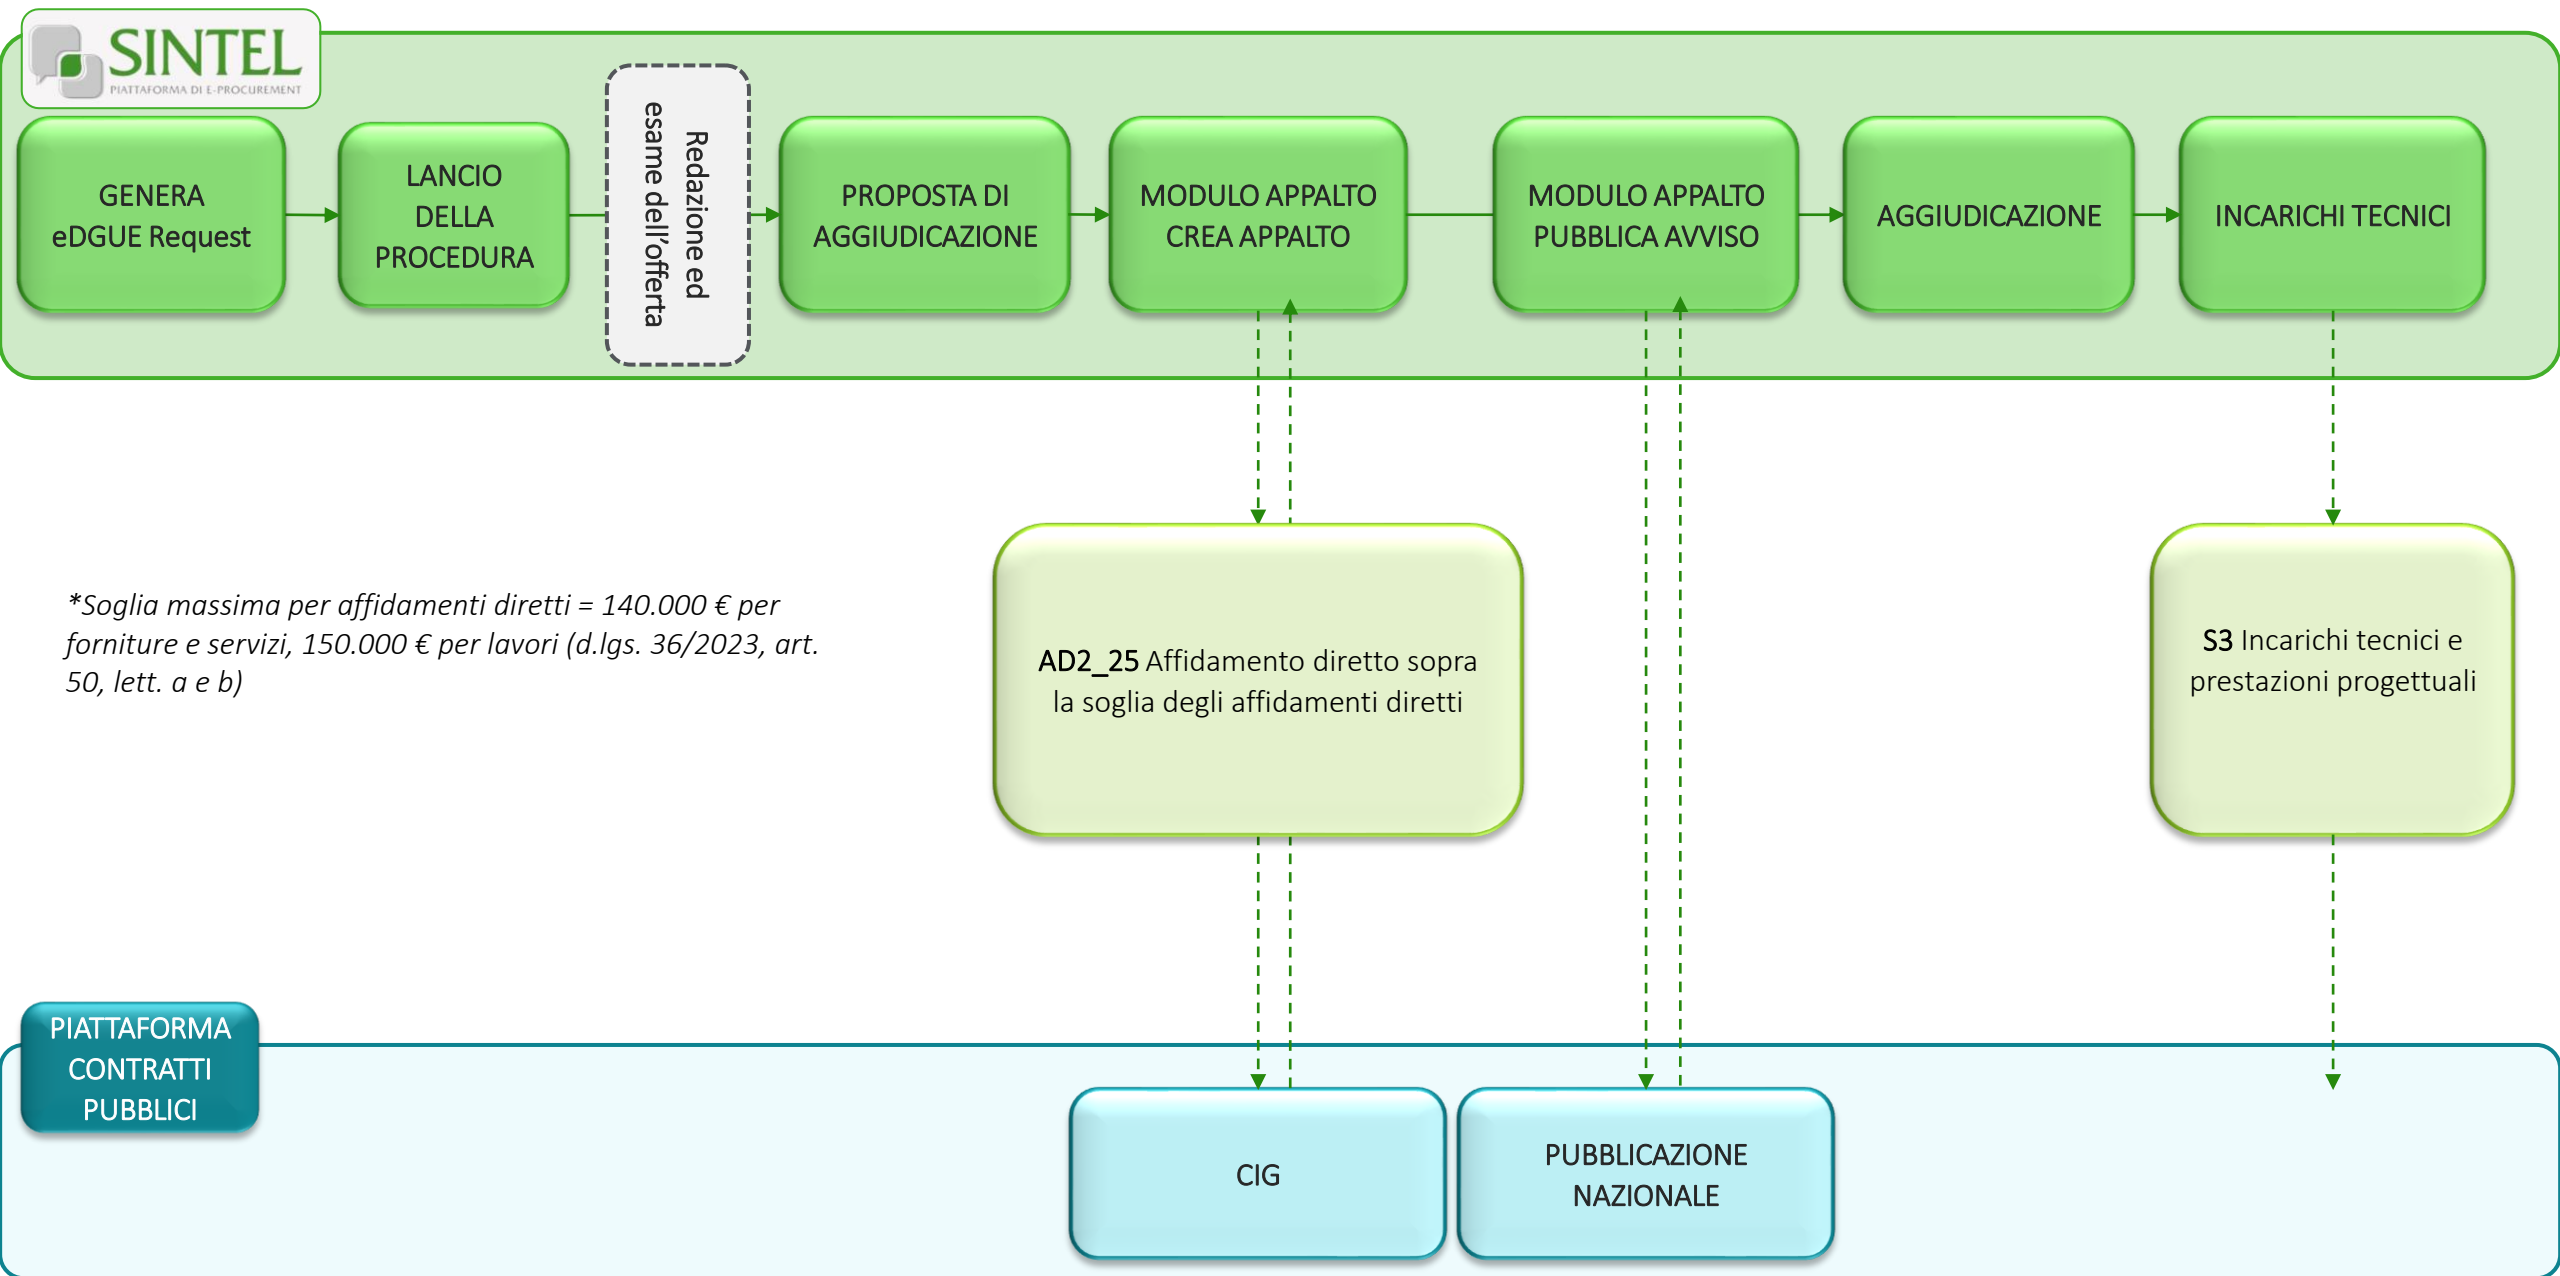 SINTEL
PIATTAFORMA DI E-PROCUREMENT
GENERA
eDGUE Request
LANCIO
DELLA
PROCEDURA
Redazione ed
esame dell'offerta
PROPOSTA DI
AGGIUDICAZIONE
MODULO APPALTO
CREA APPALTO
MODULO APPALTO
PUBBLICA AVVISO
AGGIUDICAZIONE
INCARICHI TECNICI
*Soglia massima per affidamenti diretti = 140.000 € per
forniture e servizi, 150.000 € per lavori (d.lgs. 36/2023, art.
50, lett. a e b)
AD2_25 Affidamento diretto sopra
la soglia degli affidamenti diretti
S3 Incarichi tecnici e
prestazioni progettuali
PIATTAFORMA
CONTRATTI
PUBBLICI
CIG
PUBBLICAZIONE
NAZIONALE